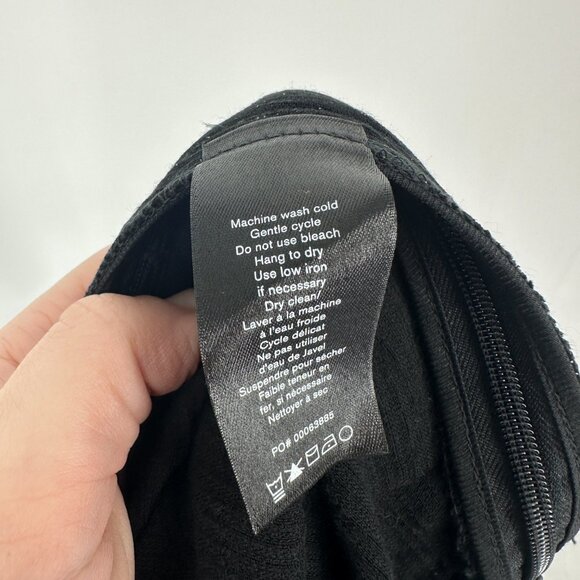 Machine wash cold
Gentle cycle
Do not use bleach
Hang to dry
Use low iron
if necessary
Dry clean/
Laver à la machine
à l'eau froide
Cycle délicat
Ne pas utiliser
d'eau de Javel
Suspendre pour sécher
Faible teneur en
fer, si nécessaire
Nettoyer à sec
PO# 00063695